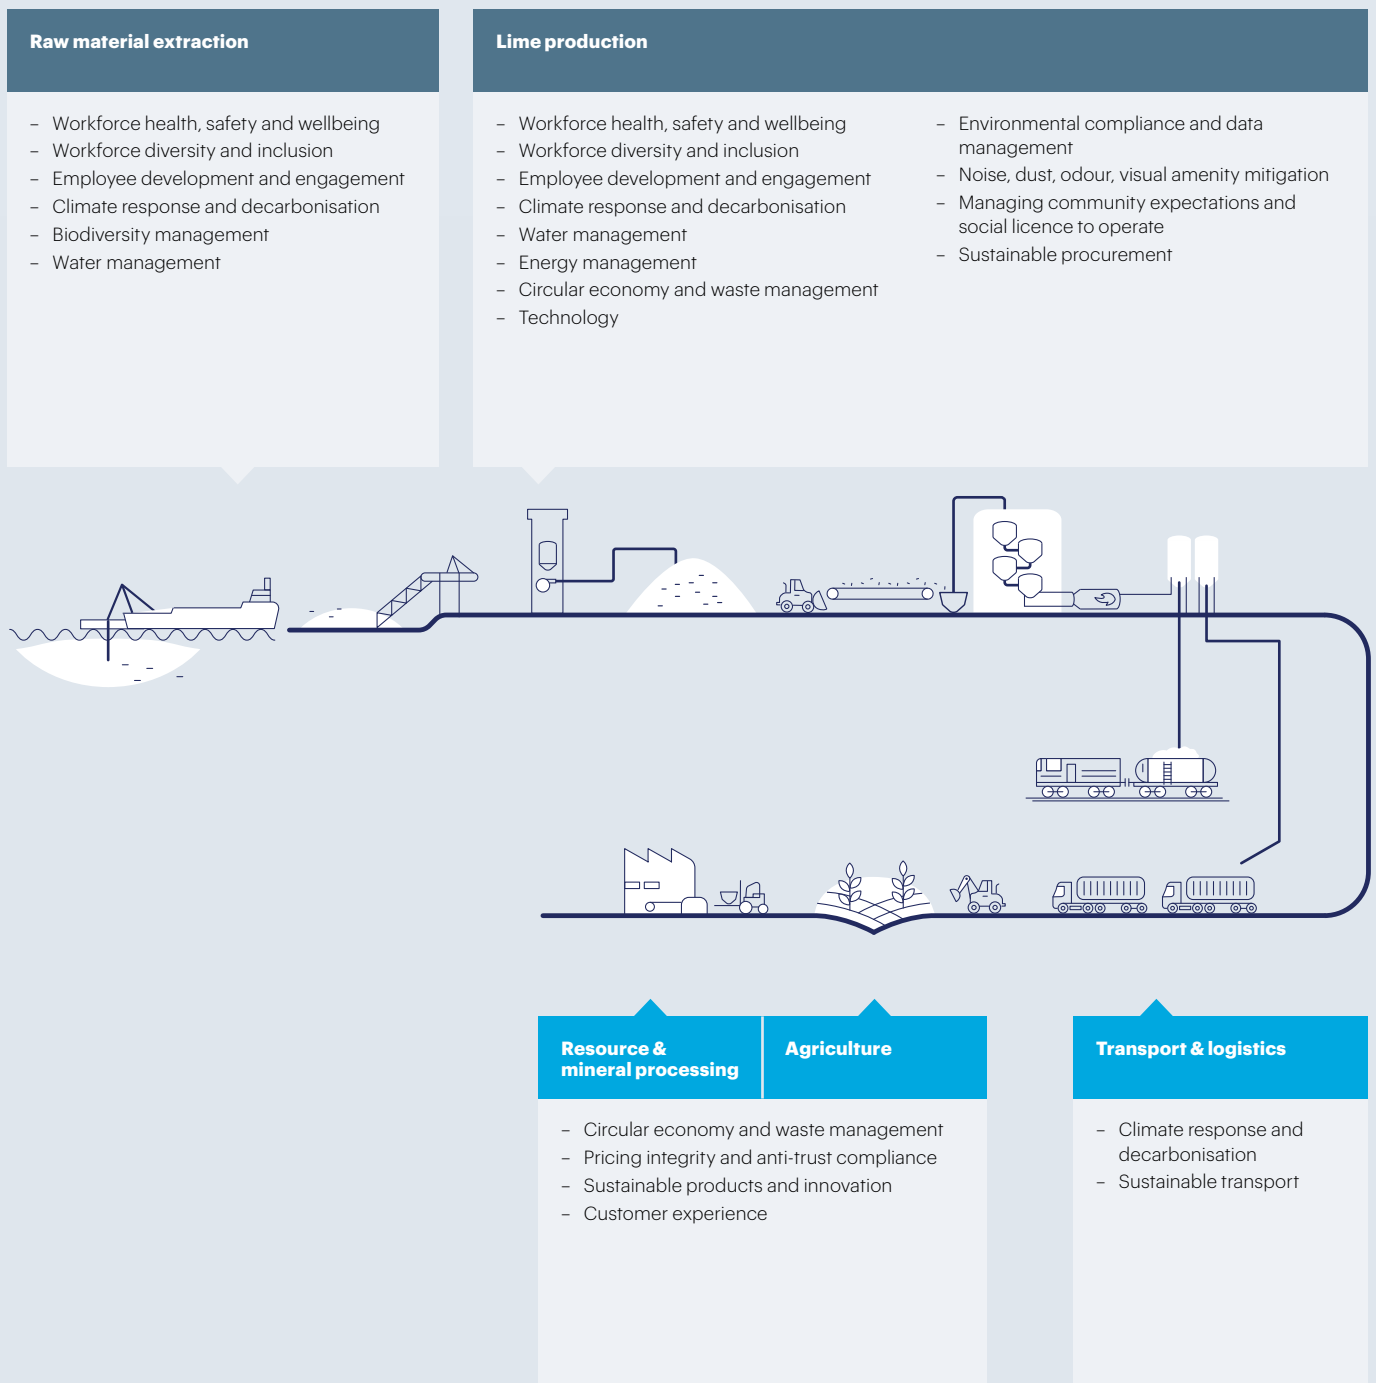 Raw material extraction
– Workforce health, safety and wellbeing
– Workforce diversity and inclusion
– Employee development and engagement
– Climate response and decarbonisation
– Biodiversity management
– Water management
Lime production
– Workforce health, safety and wellbeing
– Workforce diversity and inclusion
– Employee development and engagement
– Climate response and decarbonisation
– Water management
– Energy management
– Circular economy and waste management
– Technology
– Environmental compliance and data
management
– Noise, dust, odour, visual amenity mitigation
– Managing community expectations and
social licence to operate
– Sustainable procurement
Resource &
mineral processing
Agriculture
– Circular economy and waste management
– Pricing integrity and anti-trust compliance
– Sustainable products and innovation
– Customer experience
Transport & logistics
– Climate response and
decarbonisation
– Sustainable transport